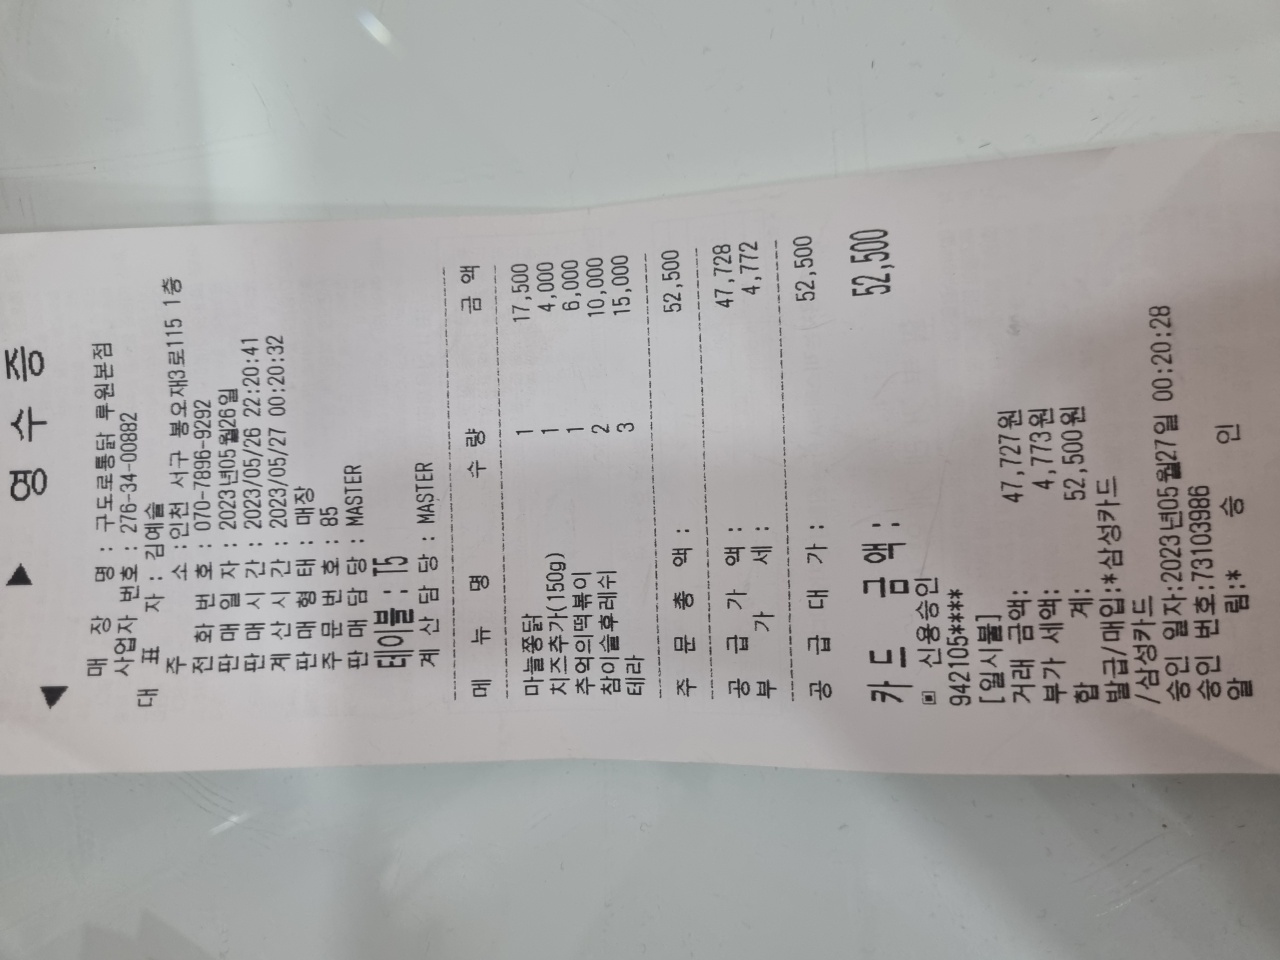 ▶ 영 수 증 ◀
매 장 명 : 구도로통닭 루원본점
사업자 번호 : 276-34-00882
대 표 자 : 김예슬
주 소 : 인천 서구 봉오재3로115 1층
전 화 번 호 : 070-7896-9292
판 매 일 자 : 2023년05월26일
판 매 시 간 : 2023/05/26 22:20:41
계 산 시 간 : 2023/05/27 00:20:32
판 매 형 태 : 매장
주 문 번 호 : 85
판 매 담 당 : MASTER
테이블 : T5
계 산 담 당 : MASTER
메 뉴 명 수 량 금 액
마늘쫑닭 1 17,500
치즈추가(150g) 1 4,000
추억의떡볶이 1 6,000
참이슬후레쉬 2 10,000
테라 3 15,000
주 문 총 액 : 52,500
공 급 가 액 : 47,728
부 가 세 : 4,772
공 급 대 가 : 52,500
카 드 금 액 : 52,500
▣ 신용승인
942105****
[일시불]
거래 금액: 47,727원
부가 세액: 4,773원
합 계: 52,500원
발급/매입:*삼성카드
/삼성카드
승인 일자:2023년05월27일 00:20:28
승인 번호:73103986
알 림:* 승 인